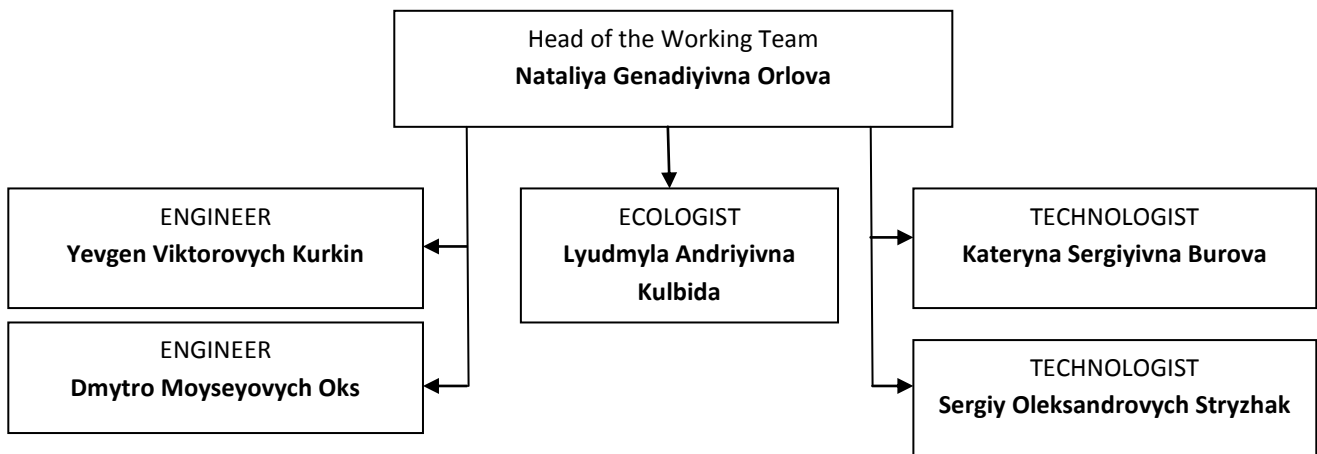 Head of the Working Team
Nataliya Genadiyivna Orlova
ENGINEER
Yevgen Viktorovych Kurkin
ECOLOGIST
Lyudmyla Andriyivna
Kulbida
TECHNOLOGIST
Kateryna Sergiyivna Burova
ENGINEER
Dmytro Moyseyovych Oks
TECHNOLOGIST
Sergiy Oleksandrovych Stryzhak